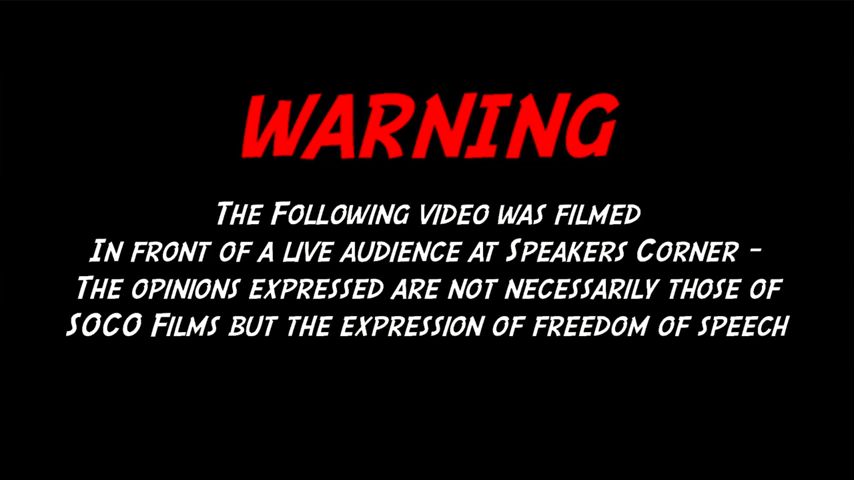 WARNING
THE FOLLOWING VIDEO WAS FILMED
IN FRONT OF A LIVE AUDIENCE AT SPEAKERS CORNER -
THE OPINIONS EXPRESSED ARE NOT NECESSARILY THOSE OF
SOCO FILMS BUT THE EXPRESSION OF FREEDOM OF SPEECH